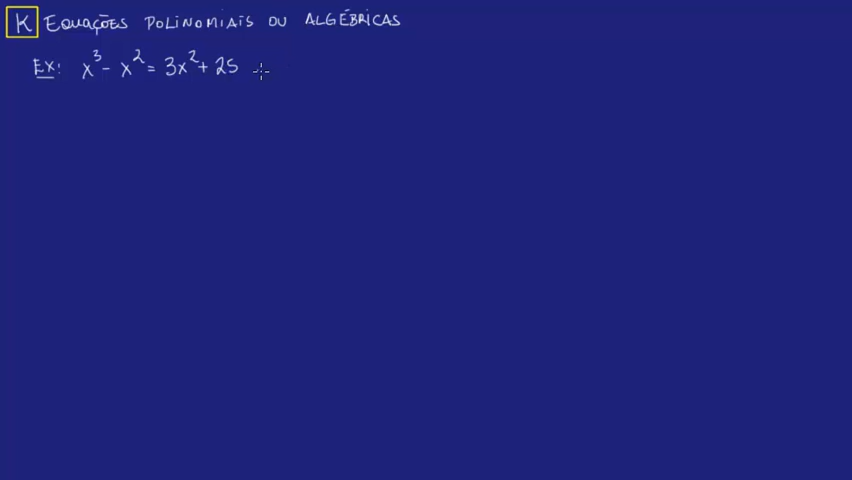 K Equações POLINOMIAIS OU ALGÉBRICAS
EX: x³ - x² = 3x² + 25